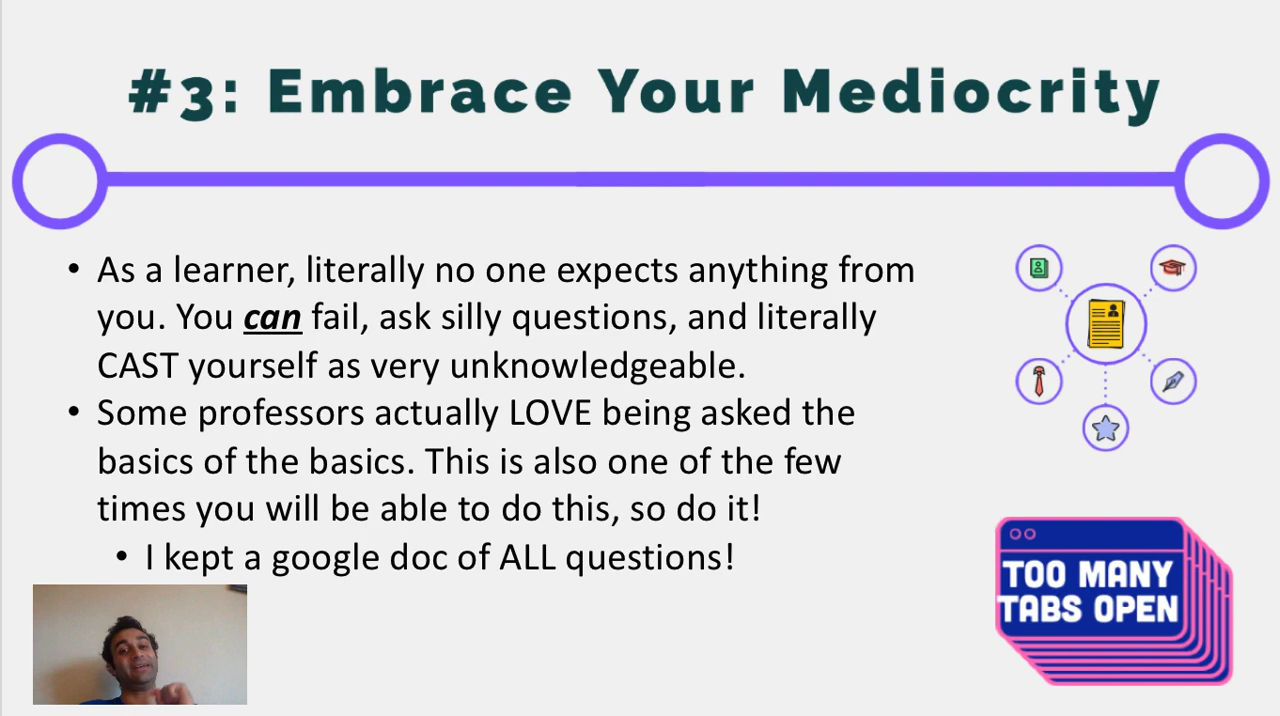 #3: Embrace Your Mediocrity
• As a learner, literally no one expects anything from
you. You can fail, ask silly questions, and literally
CAST yourself as very unknowledgeable.
• Some professors actually LOVE being asked the
basics of the basics. This is also one of the few
times you will be able to do this, so do it!
• I kept a google doc of ALL questions!
TOO MANY
TABS OPEN